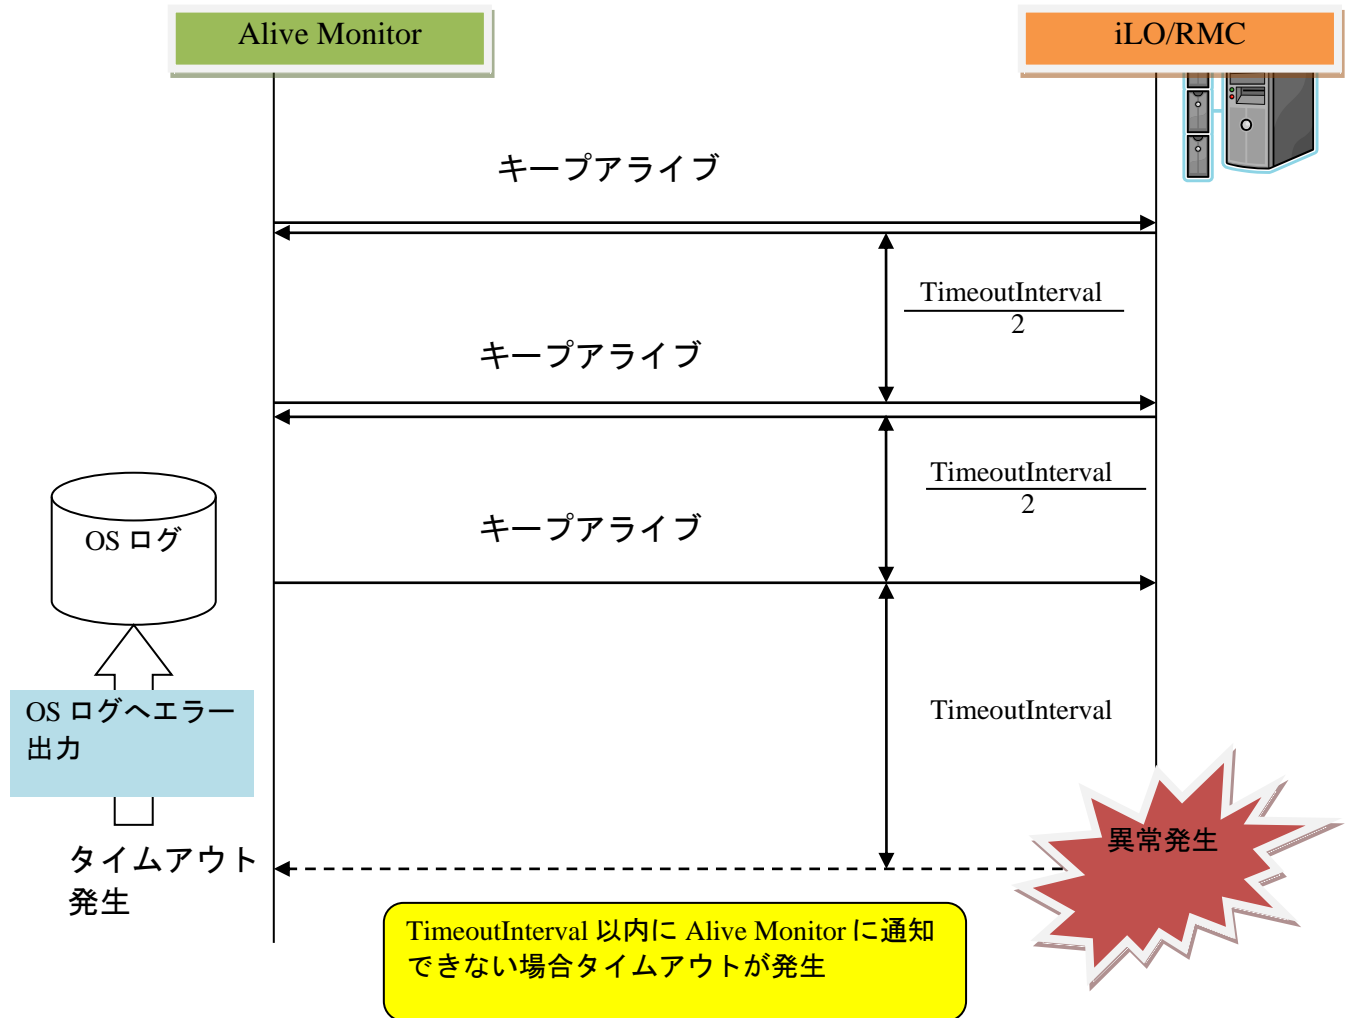 Alive Monitor
iLO/RMC
キープアライブ
TimeoutInterval
2
キープアライブ
TimeoutInterval
2
キープアライブ
OS ログ
OS ログへエラー
出力
TimeoutInterval
異常発生
タイムアウト
発生
TimeoutInterval 以内に Alive Monitor に通知
できない場合タイムアウトが発生